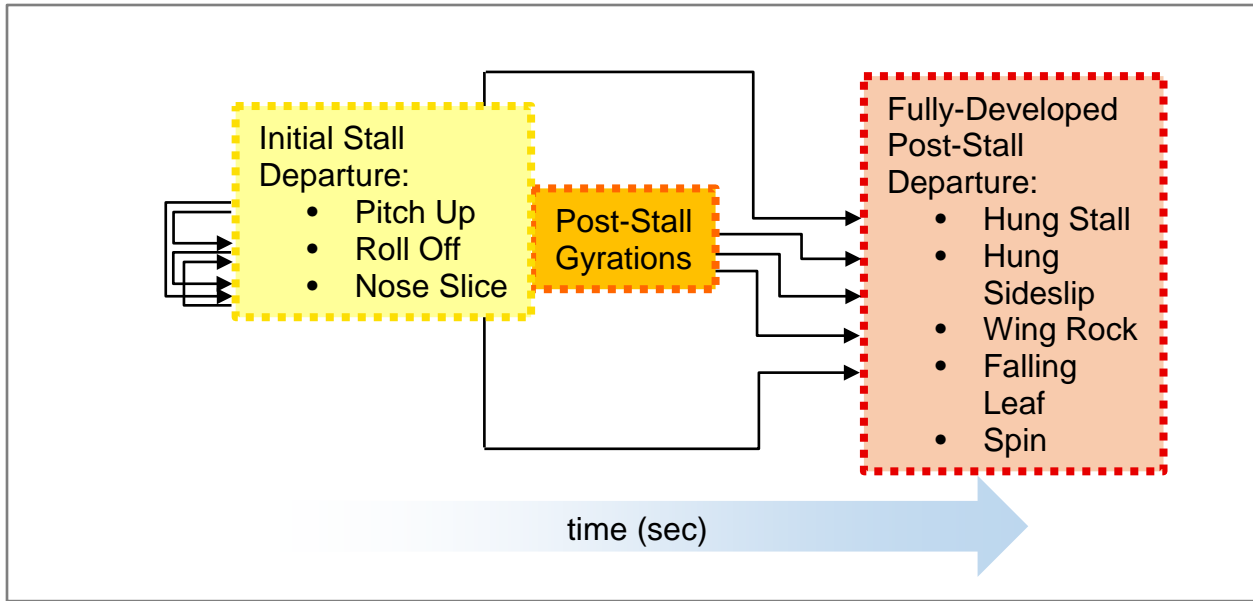 Initial Stall
Departure:
• Pitch Up
• Roll Off
• Nose Slice
Post-Stall
Gyrations
Fully-Developed
Post-Stall
Departure:
• Hung Stall
• Hung
Sideslip
• Wing Rock
• Falling
Leaf
• Spin
time (sec)